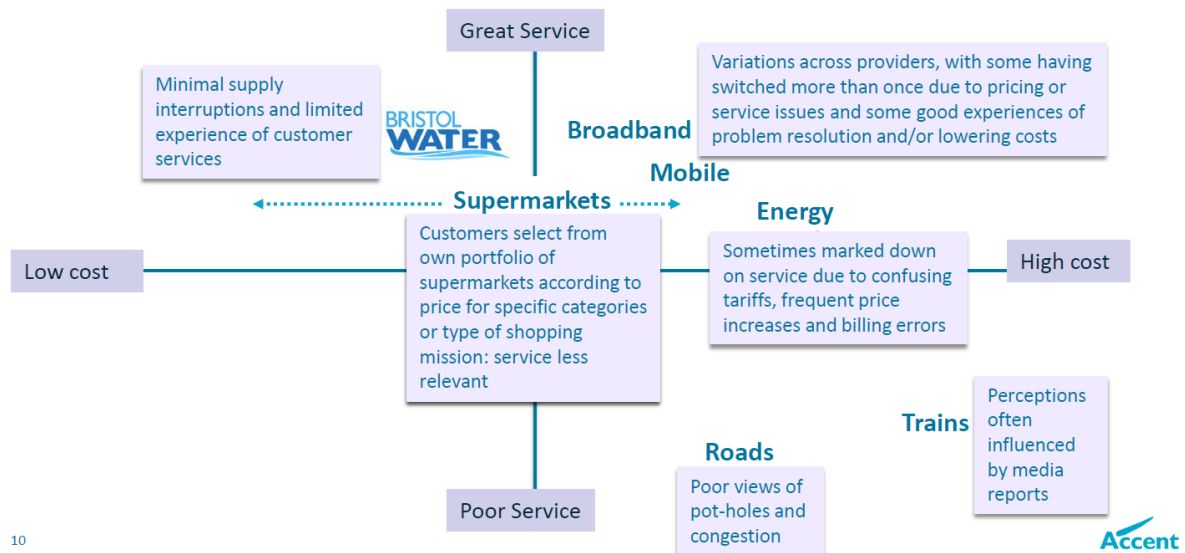 Great Service
Minimal supply
interruptions and limited
experience of customer
services
BRISTOL
WATER
Broadband
Variations across providers, with some having
switched more than once due to pricing or
service issues and some good experiences of
problem resolution and/or lowering costs
Mobile
Supermarkets
Customers select from
own portfolio of
supermarkets according to
price for specific categories
or type of shopping
mission: service less
relevant
Energy
Sometimes marked down
on service due to confusing
tariffs, frequent price
increases and billing errors
Low cost
High cost
Trains
Perceptions
often
influenced
by media
reports
Roads
Poor views of
pot-holes and
congestion
Poor Service
10
Accent